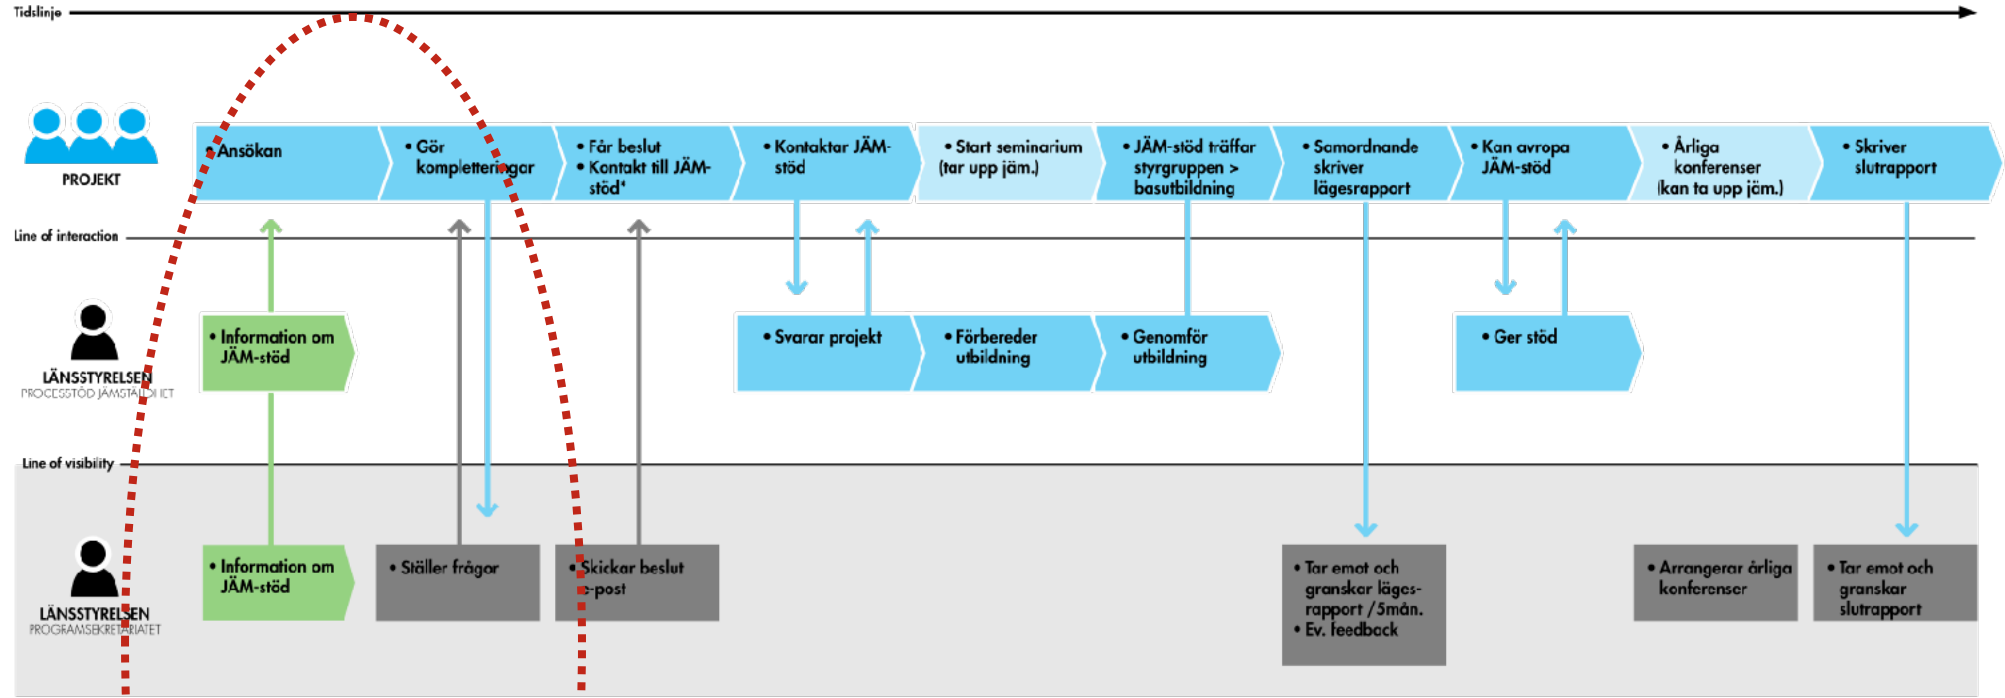 Tidslinje
PROJEKT
• Ansökan
• Gör
kompletteringar
• Får beslut
• Kontakt till JÄM-
stöd*
• Kontaktar JÄM-
stöd
• Start seminarium
(tar upp jäm.)
• JÄM-stöd träffar
styrgruppen >
basutbildning
• Samordnande
skriver
lägesrapport
• Kan avropa
JÄM-stöd
• Årliga
konferenser
(kan ta upp jäm.)
• Skriver
slutrapport
Line of interaction
LÄNSSTYRELSEN
PROCESSTÖD JÄMSTÄLLDHET
• Information om
JÄM-stöd
• Svarar projekt
• Förbereder
utbildning
• Genomför
utbildning
• Ger stöd
Line of visibility
LÄNSSTYRELSEN
PROGRAMSEKRETARIATET
• Information om
JÄM-stöd
• Ställer frågor
• Skickar beslut
e-post
• Tar emot och
granskar läges-
rapport /5mån.
• Ev. feedback
• Arrangerar årliga
konferenser
• Tar emot och
granskar
slutrapport